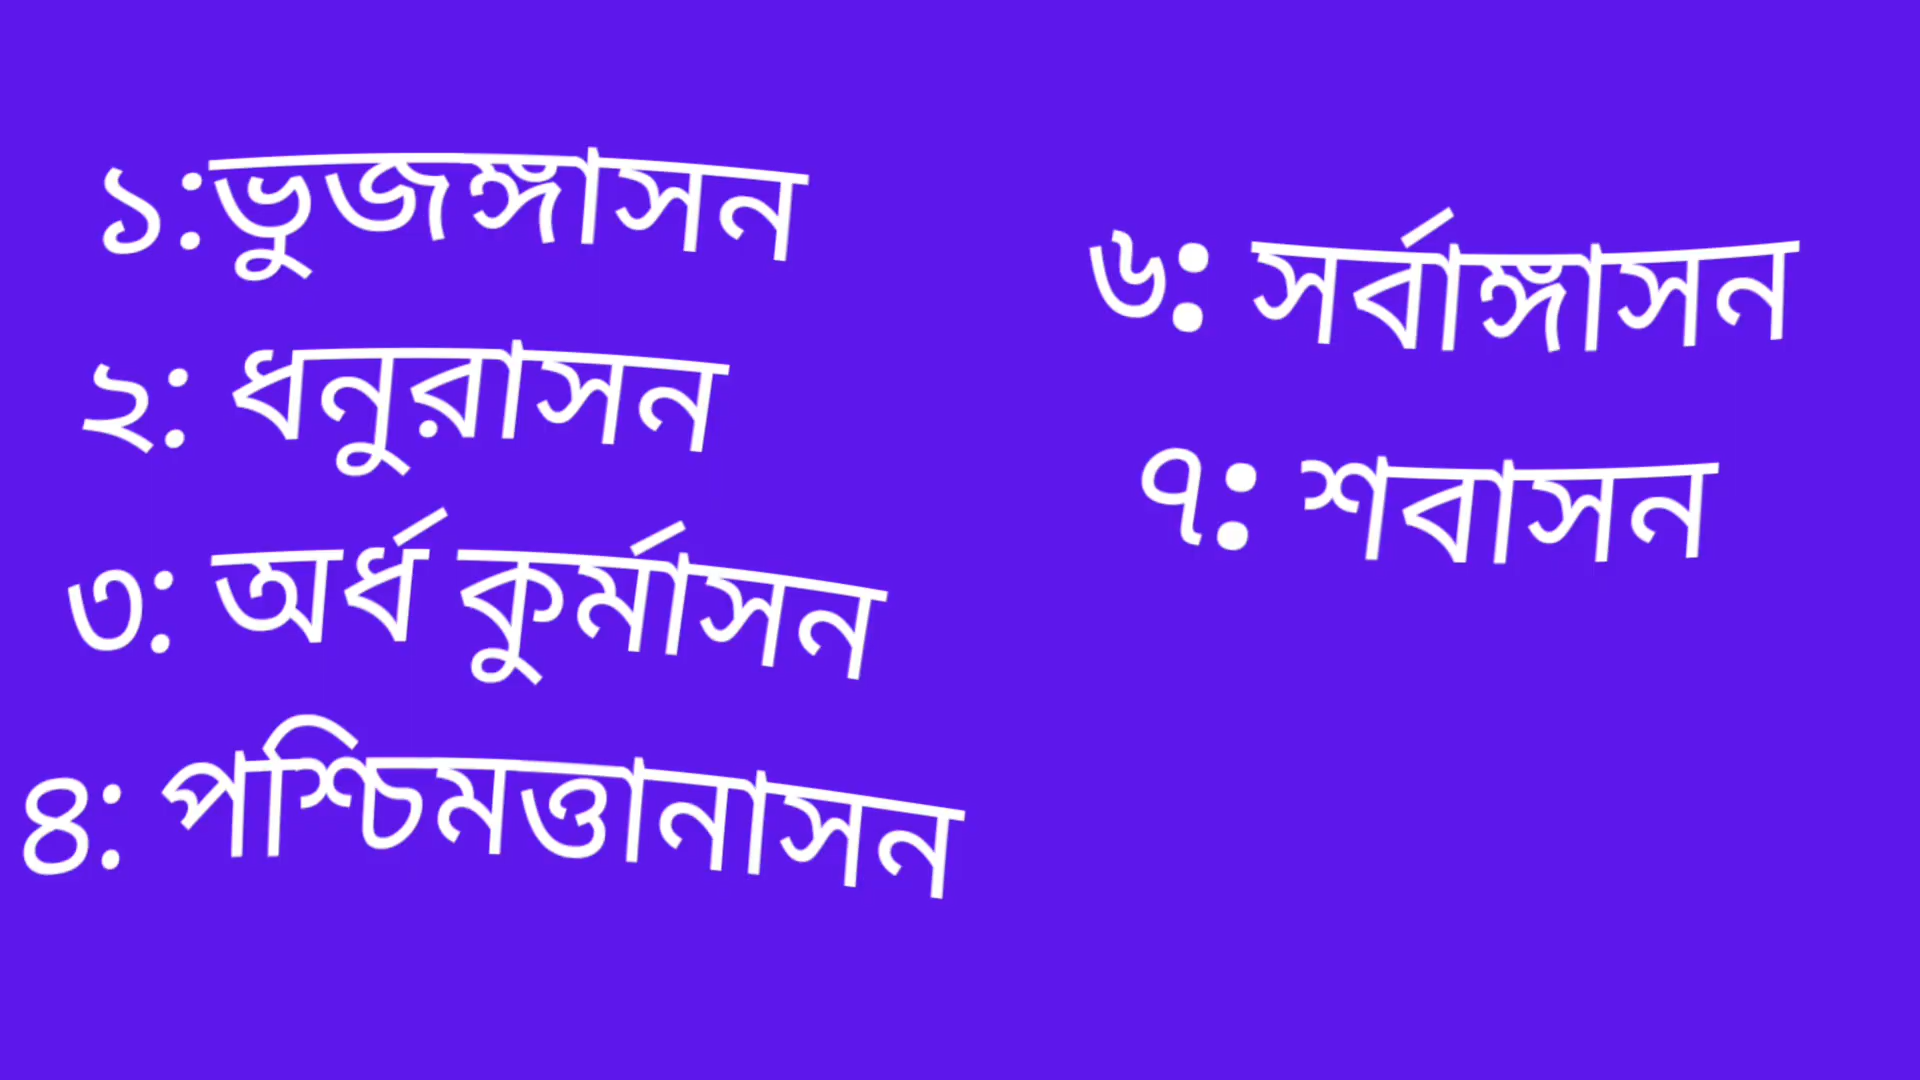 ১:ভুজঙ্গাসন
২: ধনুরাসন
৩: অর্ধ কুর্মাসন
৪: পশ্চিমত্তানাসন
৬: সর্বাঙ্গাসন
৭: শবাসন